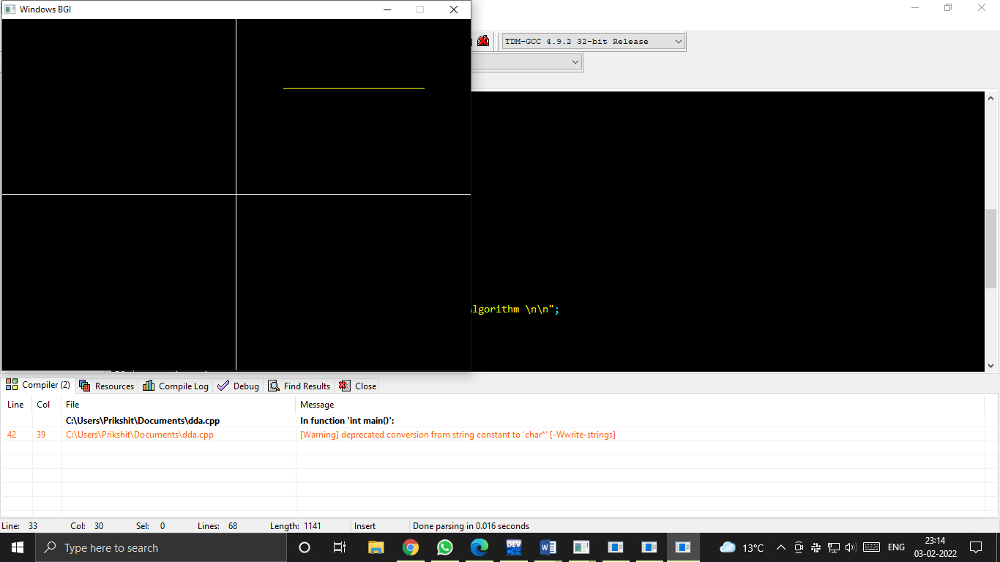 Windows BGI
TDM-GCC 4.9.2 32-bit Release
lgorithm \n\n";
Compiler (2) Resources Compile Log Debug Find Results Close
Line Col File Message
C:\Users\Prikshit\Documents\dda.cpp In function 'int main()':
42 39 C:\Users\Prikshit\Documents\dda.cpp [Warning] deprecated conversion from string constant to 'char*' [-Wwrite-strings]
Line: 33 Col: 30 Sel: 0 Lines: 68 Length: 1141 Insert Done parsing in 0.016 seconds
Type here to search DEV 13°C ENG 23:14
03-02-2022